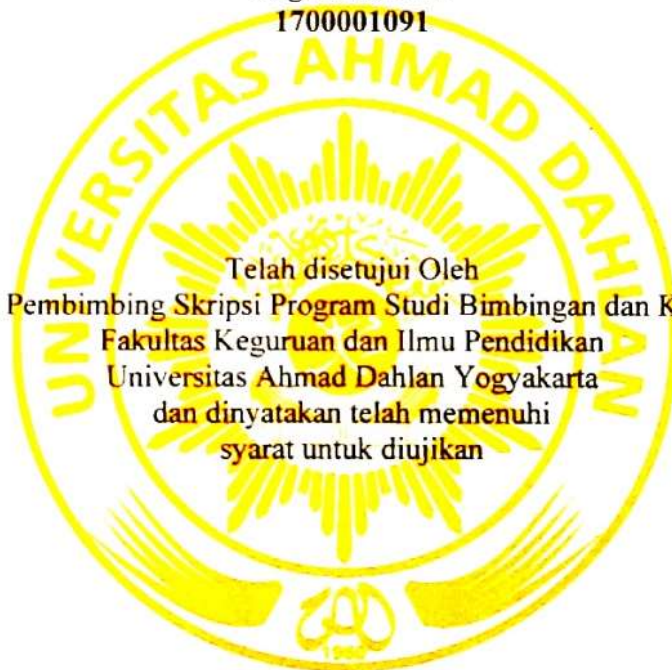 1700001091
UNIVERSITAS AHMAD DAHLAN
Telah disetujui Oleh
Pembimbing Skripsi Program Studi Bimbingan dan K
Fakultas Keguruan dan Ilmu Pendidikan
Universitas Ahmad Dahlan Yogyakarta
dan dinyatakan telah memenuhi
syarat untuk diujikan
1960